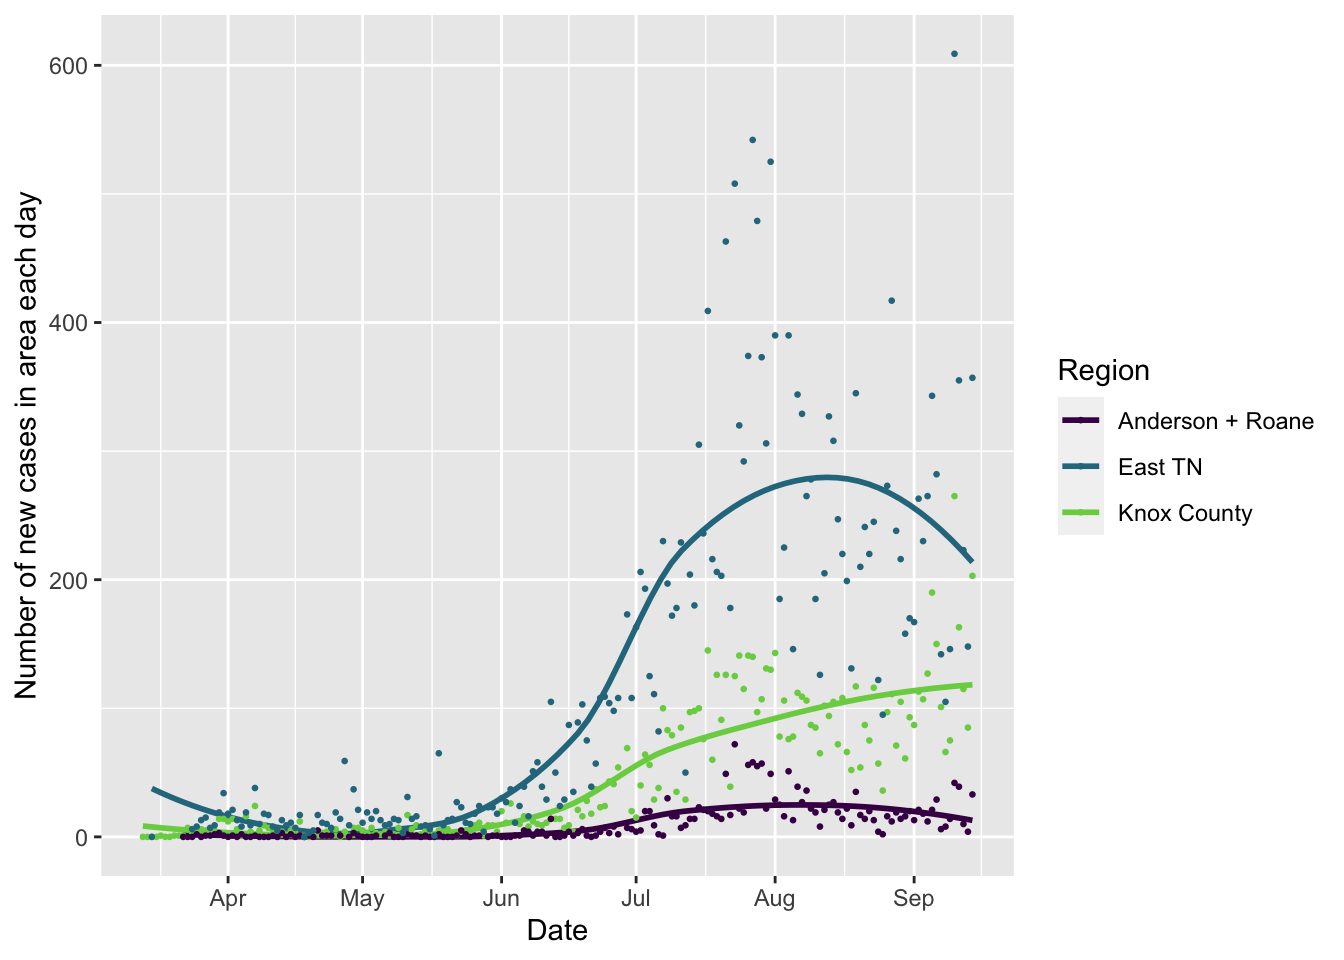 Number of new cases in area each day
600
400
200
0
Apr May Jun Jul Aug Sep
Date
Region
Anderson + Roane
East TN
Knox County